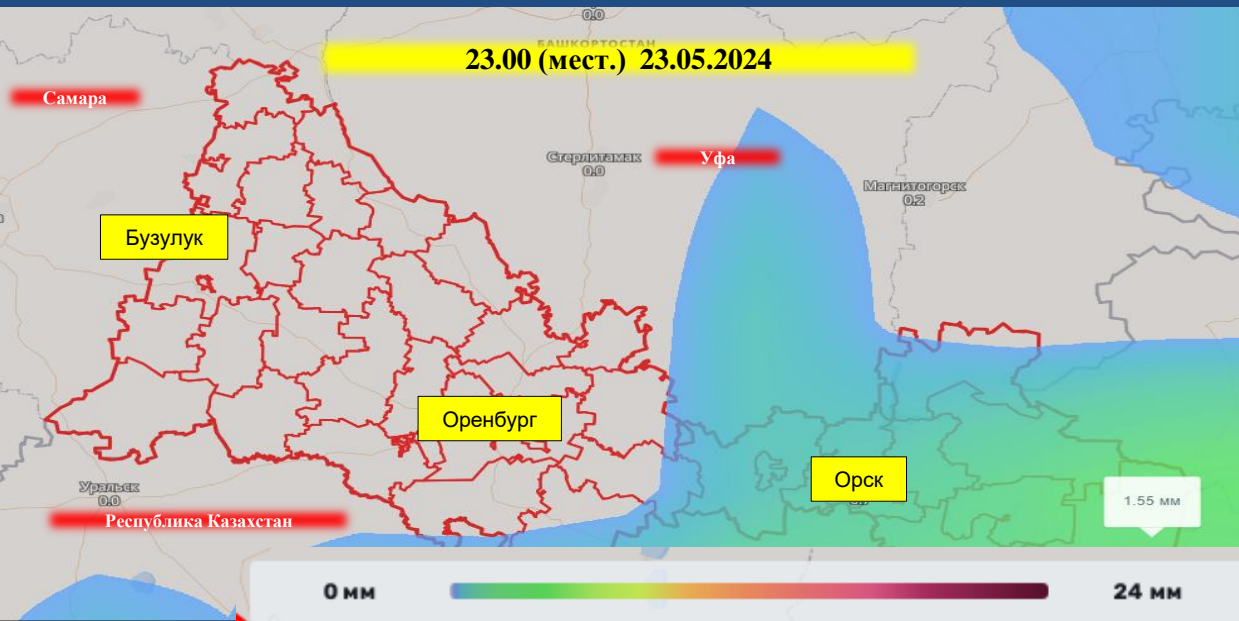 0.0
БАШКОРТОСТАН
23.00 (мест.) 23.05.2024
Самара
Стерлитамак
0.0
Уфа
Магнитогорск
0.2
Бузулук
Оренбург
Орск
Уральск
0.0
1.55 мм
Республика Казахстан
0 мм
24 мм